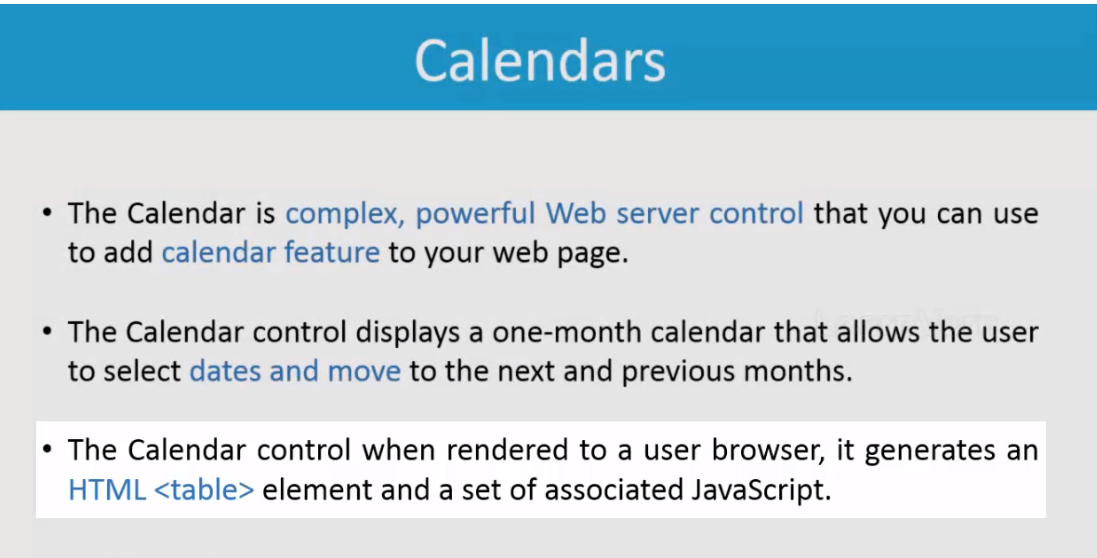 Calendars
• The Calendar is complex, powerful Web server control that you can use
to add calendar feature to your web page.
• The Calendar control displays a one-month calendar that allows the user
to select dates and move to the next and previous months.
• The Calendar control when rendered to a user browser, it generates an
HTML <table> element and a set of associated JavaScript.